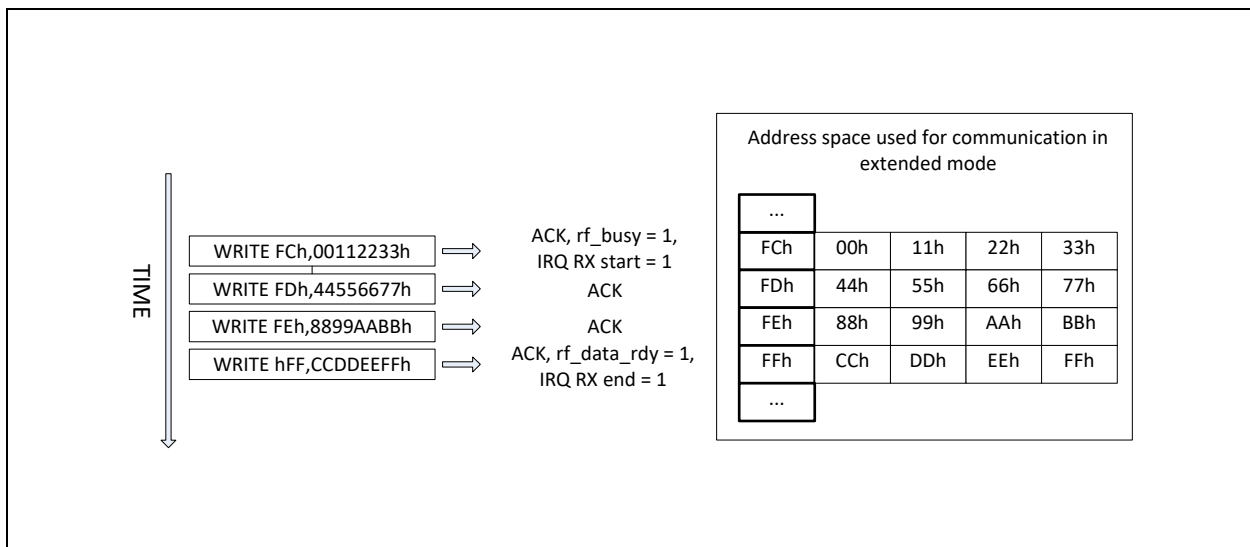 TIME
WRITE FCh,00112233h
ACK, rf_busy = 1,
IRQ RX start = 1
WRITE FDh,44556677h
ACK
WRITE FEh,8899AABBh
ACK
WRITE hFF,CCDDEEFFh
ACK, rf_data_rdy = 1,
IRQ RX end = 1
Address space used for communication in
extended mode
...
FCh 00h 11h 22h 33h
FDh 44h 55h 66h 77h
FEh 88h 99h AAh BBh
FFh CCh DDh EEh FFh
...